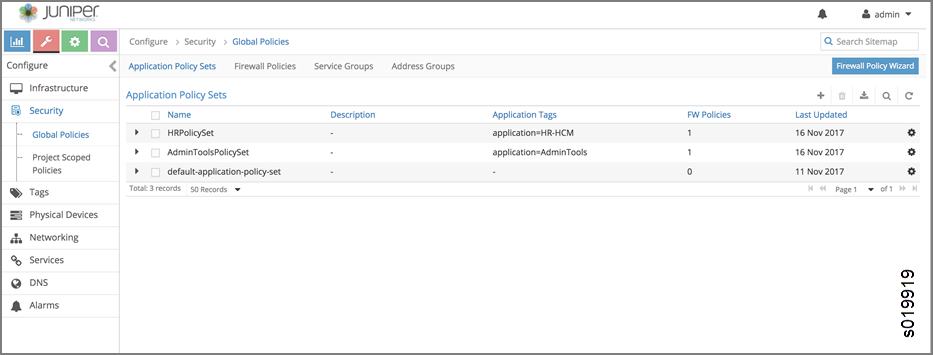 JUNIPER
NETWORKS
admin
Configure > Security > Global Policies
Search Sitemap
Configure
Application Policy Sets
Firewall Policies
Service Groups
Address Groups
Firewall Policy Wizard
Infrastructure
Security
Global Policies
Project Scoped
Policies
Tags
Physical Devices
Networking
Services
DNS
Alarms
Application Policy Sets
Name Description Application Tags FW Policies Last Updated
HRPolicySet - application=HR-HCM 1 16 Nov 2017
AdminToolsPolicySet - application=AdminTools 1 16 Nov 2017
default-application-policy-set - - 0 11 Nov 2017
Total: 3 records 50 Records Page 1 of 1
s019919